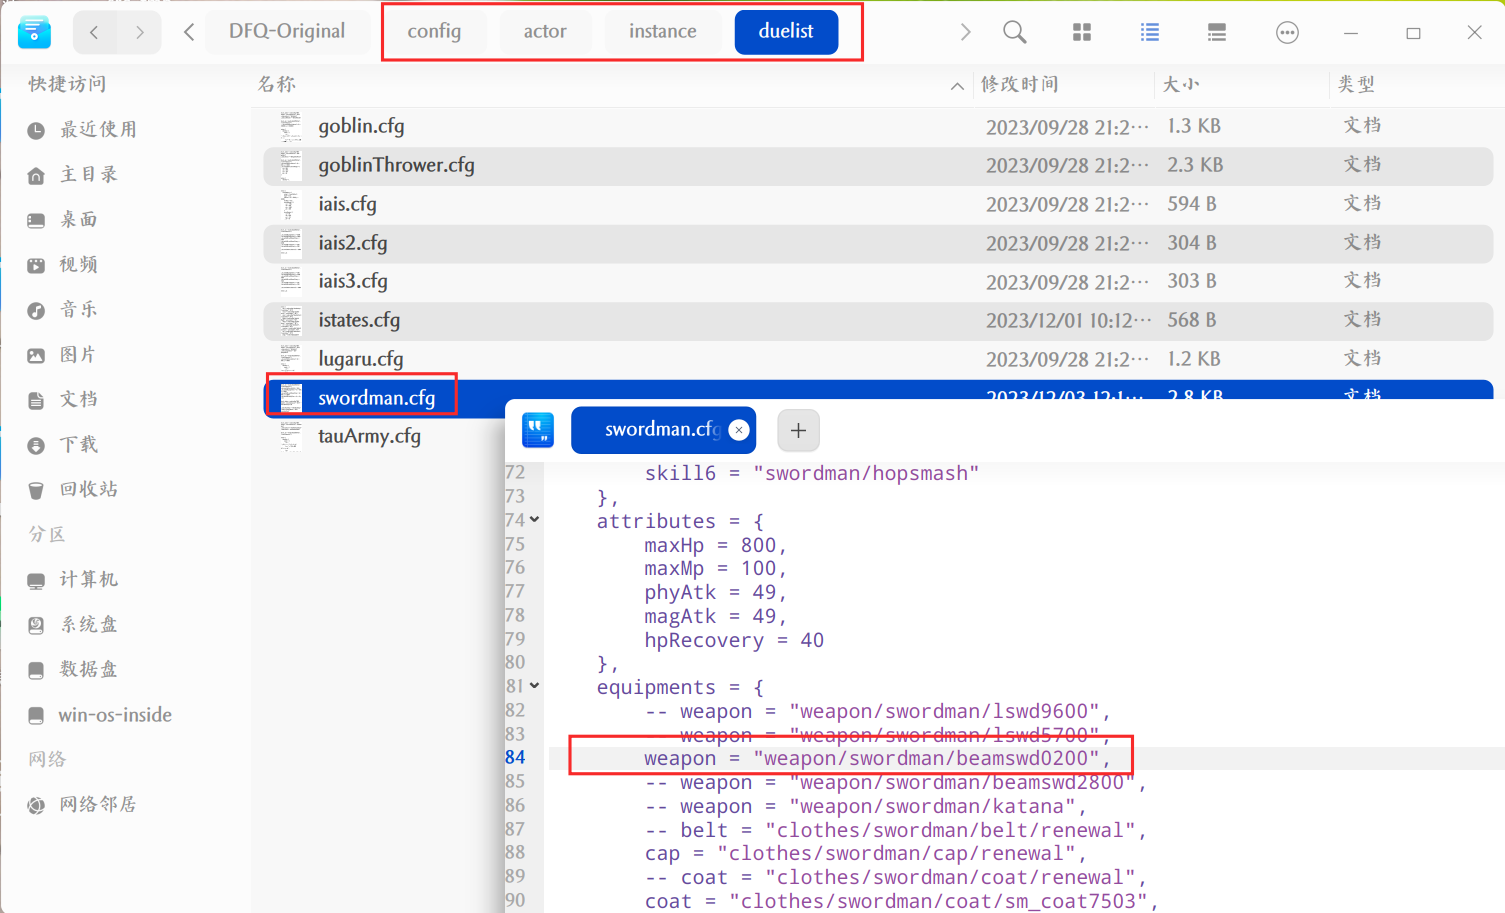 DFQ-Original config actor instance duelist
快捷访问
最近使用
主目录
桌面
视频
音乐
图片
文档
下载
回收站
分区
计算机
系统盘
数据盘
win-os-inside
网络
网络邻居
名称 修改时间 大小 类型
goblin.cfg 2023/09/28 21:2··· 1.3 KB 文档
goblinThrower.cfg 2023/09/28 21:2··· 2.3 KB 文档
iais.cfg 2023/09/28 21:2··· 594 B 文档
iais2.cfg 2023/09/28 21:2··· 304 B 文档
iais3.cfg 2023/09/28 21:2··· 303 B 文档
istates.cfg 2023/12/01 10:12··· 568 B 文档
lugaru.cfg 2023/09/28 21:2··· 1.2 KB 文档
swordman.cfg 2023/12/03 12:1··· 2.8 KB 文档
tauArmy.cfg
swordman.cfg
72 skill6 = "swordman/hopsmash"
73 },
74 attributes = {
75 maxHp = 800,
76 maxMp = 100,
77 phyAtk = 49,
78 magAtk = 49,
79 hpRecovery = 40
80 },
81 equipments = {
82 -- weapon = "weapon/swordman/lswd9600",
83 -- weapon = "weapon/swordman/lswd5700",
84 weapon = "weapon/swordman/beamswd0200",
85 -- weapon = "weapon/swordman/beamswd2800",
86 -- weapon = "weapon/swordman/katana",
87 -- belt = "clothes/swordman/belt/renewal",
88 cap = "clothes/swordman/cap/renewal",
89 -- coat = "clothes/swordman/coat/renewal",
90 coat = "clothes/swordman/coat/sm_coat7503",